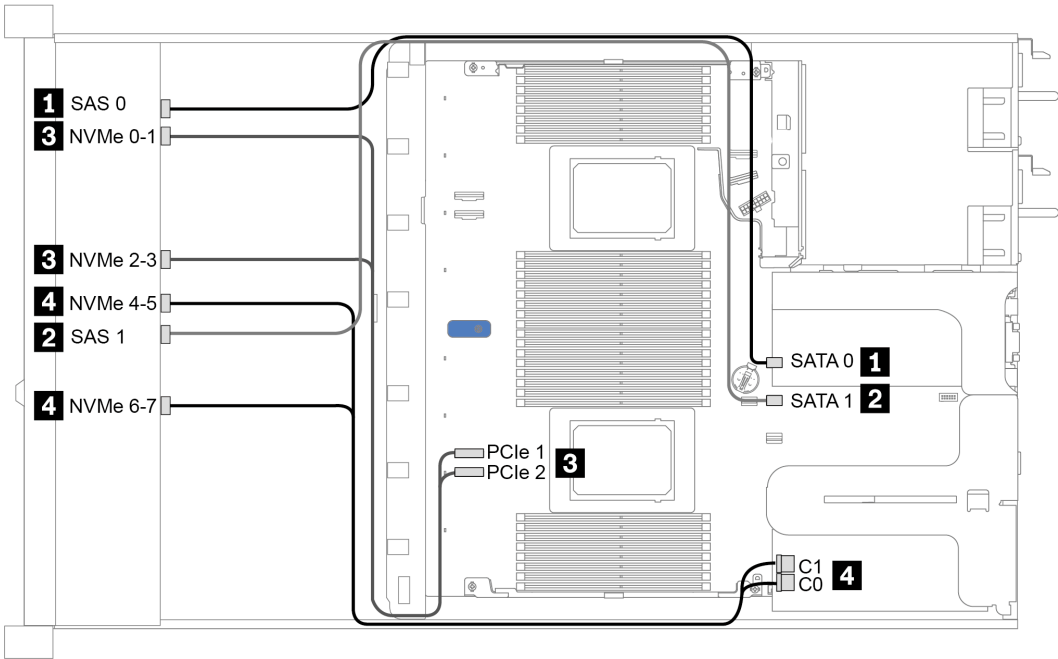 1 SAS 0
3 NVMe 0-1
3 NVMe 2-3
4 NVMe 4-5
2 SAS 1
4 NVMe 6-7
SATA 0 1
SATA 1 2
PCIe 1
PCIe 2
3
C1
C0
4